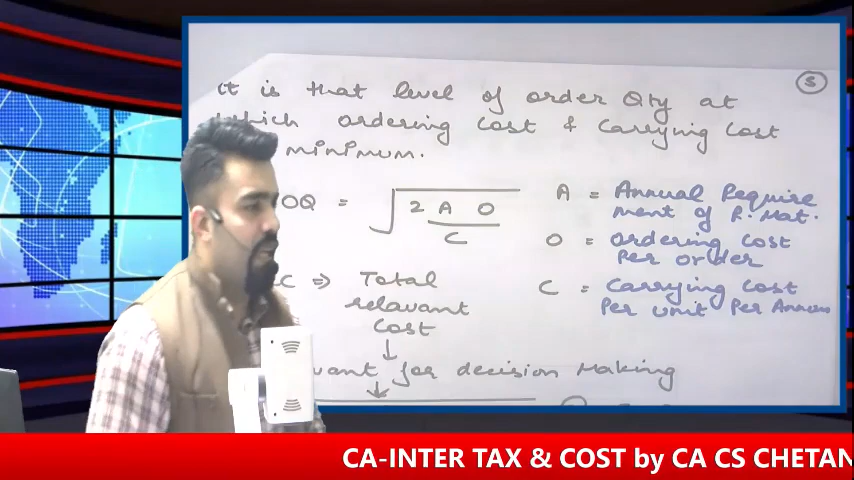 3
It is that level of order Qty at
which ordering cost & Carrying Cost
minimum.
OQ = √ 2 A O / C
A = Annual Require
ment of R. Mat.
O = Ordering Cost
Per order
C = Carrying Cost
Per unit Per Annum
C ⇒ Total
relavant
Cost
↓
vant for decision Making
↓
CA-INTER TAX & COST by CA CS CHETAN